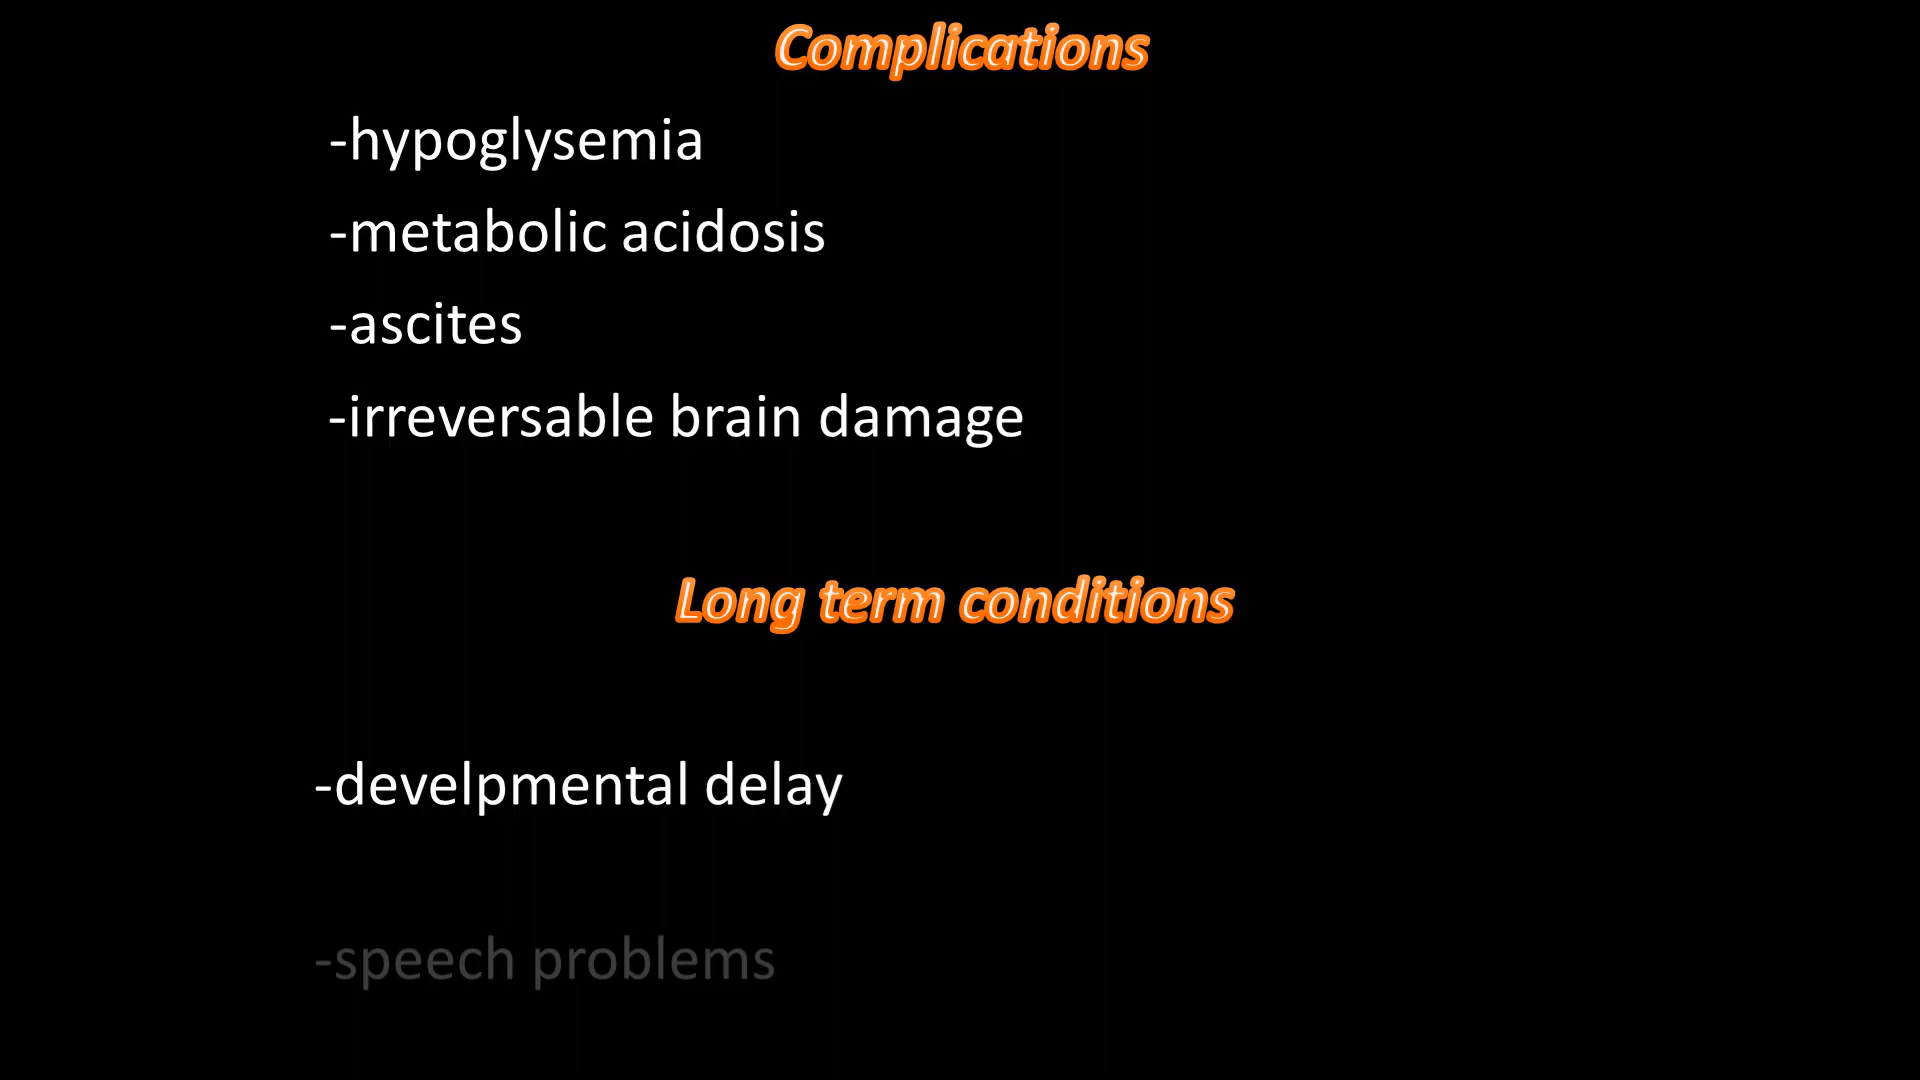 Complications
-hypoglysemia
-metabolic acidosis
-ascites
-irreversable brain damage
Long term conditions
-develpmental delay
-speech problems